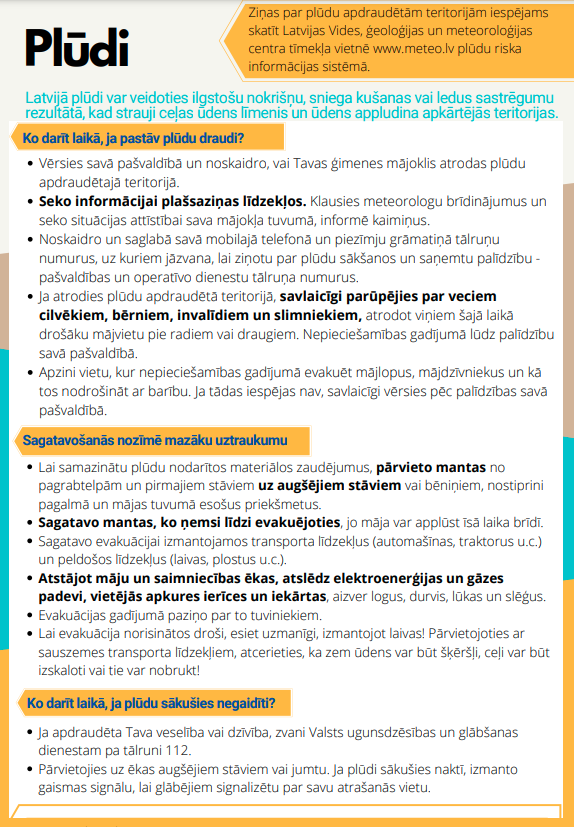 Plūdi
Ziņas par plūdu apdraudētām teritorijām iespējams
skatīt Latvijas Vides, ģeoloģijas un meteoroloģijas
centra tīmekļa vietnē www.meteo.lv plūdu riska
informācijas sistēmā.
Latvijā plūdi var veidoties ilgstošu nokrišņu, sniega kušanas vai ledus sastrēgumu
rezultātā, kad strauji ceļas ūdens līmenis un ūdens appludina apkārtējās teritorijas.
Ko darīt laikā, ja pastāv plūdu draudi?
• Vērsies savā pašvaldībā un noskaidro, vai Tavas ģimenes mājoklis atrodas plūdu
apdraudētajā teritorijā.
• Seko informācijai plašsaziņas līdzekļos. Klausies meteorologu brīdinājumus un
seko situācijas attīstībai sava mājokļa tuvumā, informē kaimiņus.
• Noskaidro un saglabā savā mobilajā telefonā un piezīmju grāmatiņā tālruņu
numurus, uz kuriem jāzvana, lai ziņotu par plūdu sākšanos un saņemtu palīdzību -
pašvaldības un operatīvo dienestu tālruņa numurus.
• Ja atrodies plūdu apdraudētā teritorijā, savlaicīgi parūpējies par veciem
cilvēkiem, bērniem, invalīdiem un slimniekiem, atrodot viņiem šajā laikā
drošāku mājvietu pie radiem vai draugiem. Nepieciešamības gadījumā lūdz palīdzību
savā pašvaldībā.
• Apzini vietu, kur nepieciešamības gadījumā evakuēt mājlopus, mājdzīvniekus un kā
tos nodrošināt ar barību. Ja tādas iespējas nav, savlaicīgi vērsies pēc palīdzības savā
pašvaldībā.
Sagatavošanās nozīmē mazāku uztraukumu
• Lai samazinātu plūdu nodarītos materiālos zaudējumus, pārvieto mantas no
pagrabtelpām un pirmajiem stāviem uz augšējiem stāviem vai bēniņiem, nostiprini
pagalmā un mājas tuvumā esošus priekšmetus.
• Sagatavo mantas, ko ņemsi līdzi evakuējoties, jo māja var applūst īsā laika brīdī.
• Sagatavo evakuācijai izmantojamos transporta līdzekļus (automašīnas, traktorus u.c.)
un peldošos līdzekļus (laivas, plostus u.c.).
• Atstājot māju un saimniecības ēkas, atslēdz elektroenerģijas un gāzes
padevi, vietējās apkures ierīces un iekārtas, aizver logus, durvis, lūkas un slēģus.
• Evakuācijas gadījumā paziņo par to tuviniekiem.
• Lai evakuācija norisinātos droši, esiet uzmanīgi, izmantojot laivas! Pārvietojoties ar
sauszemes transporta līdzekļiem, atcerieties, ka zem ūdens var būt šķēršļi, ceļi var būt
izskaloti vai tie var nobrukt!
Ko darīt laikā, ja plūdu sākušies negaidīti?
• Ja apdraudēta Tava veselība vai dzīvība, zvani Valsts ugunsdzēsības un glābšanas
dienestam pa tālruni 112.
• Pārvietojies uz ēkas augšējiem stāviem vai jumtu. Ja plūdi sākušies naktī, izmanto
gaismas signālu, lai glābējiem signalizētu par savu atrašanās vietu.